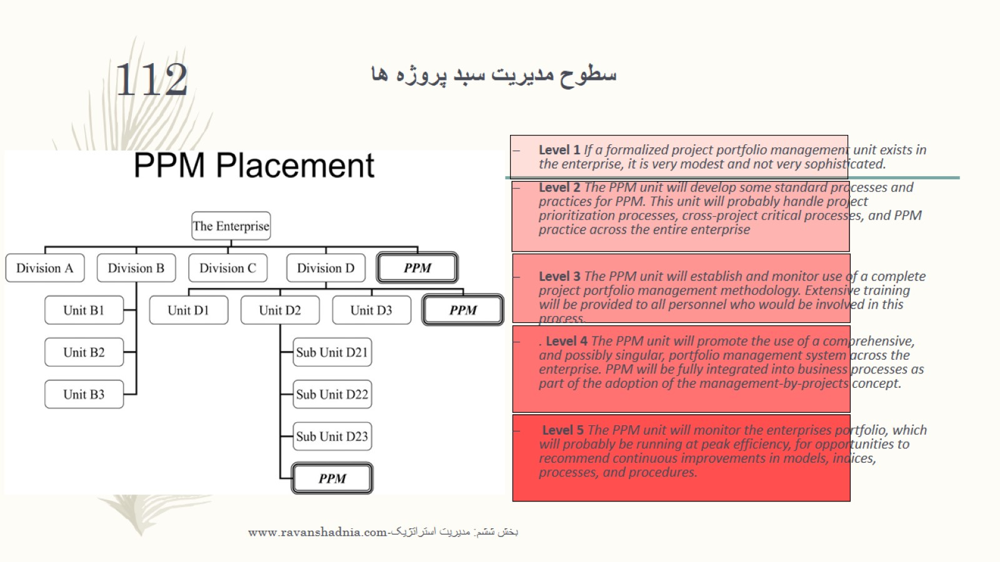 112
سطوح مدیریت سبد پروژه ها
PPM Placement
The Enterprise
Division A
Division B
Division C
Division D
PPM
Unit B1
Unit D1
Unit D2
Unit D3
PPM
Unit B2
Sub Unit D21
Unit B3
Sub Unit D22
Sub Unit D23
PPM
– Level 1 If a formalized project portfolio management unit exists in
the enterprise, it is very modest and not very sophisticated.
– Level 2 The PPM unit will develop some standard processes and
practices for PPM. This unit will probably handle project
prioritization processes, cross-project critical processes, and PPM
practice across the entire enterprise
– Level 3 The PPM unit will establish and monitor use of a complete
project portfolio management methodology. Extensive training
will be provided to all personnel who would be involved in this
process.
– . Level 4 The PPM unit will promote the use of a comprehensive,
and possibly singular, portfolio management system across the
enterprise. PPM will be fully integrated into business processes as
part of the adoption of the management-by-projects concept.
– Level 5 The PPM unit will monitor the enterprises portfolio, which
will probably be running at peak efficiency, for opportunities to
recommend continuous improvements in models, indices,
processes, and procedures.
بخش ششم: مدیریت استراتژیک-www.ravanshadnia.com